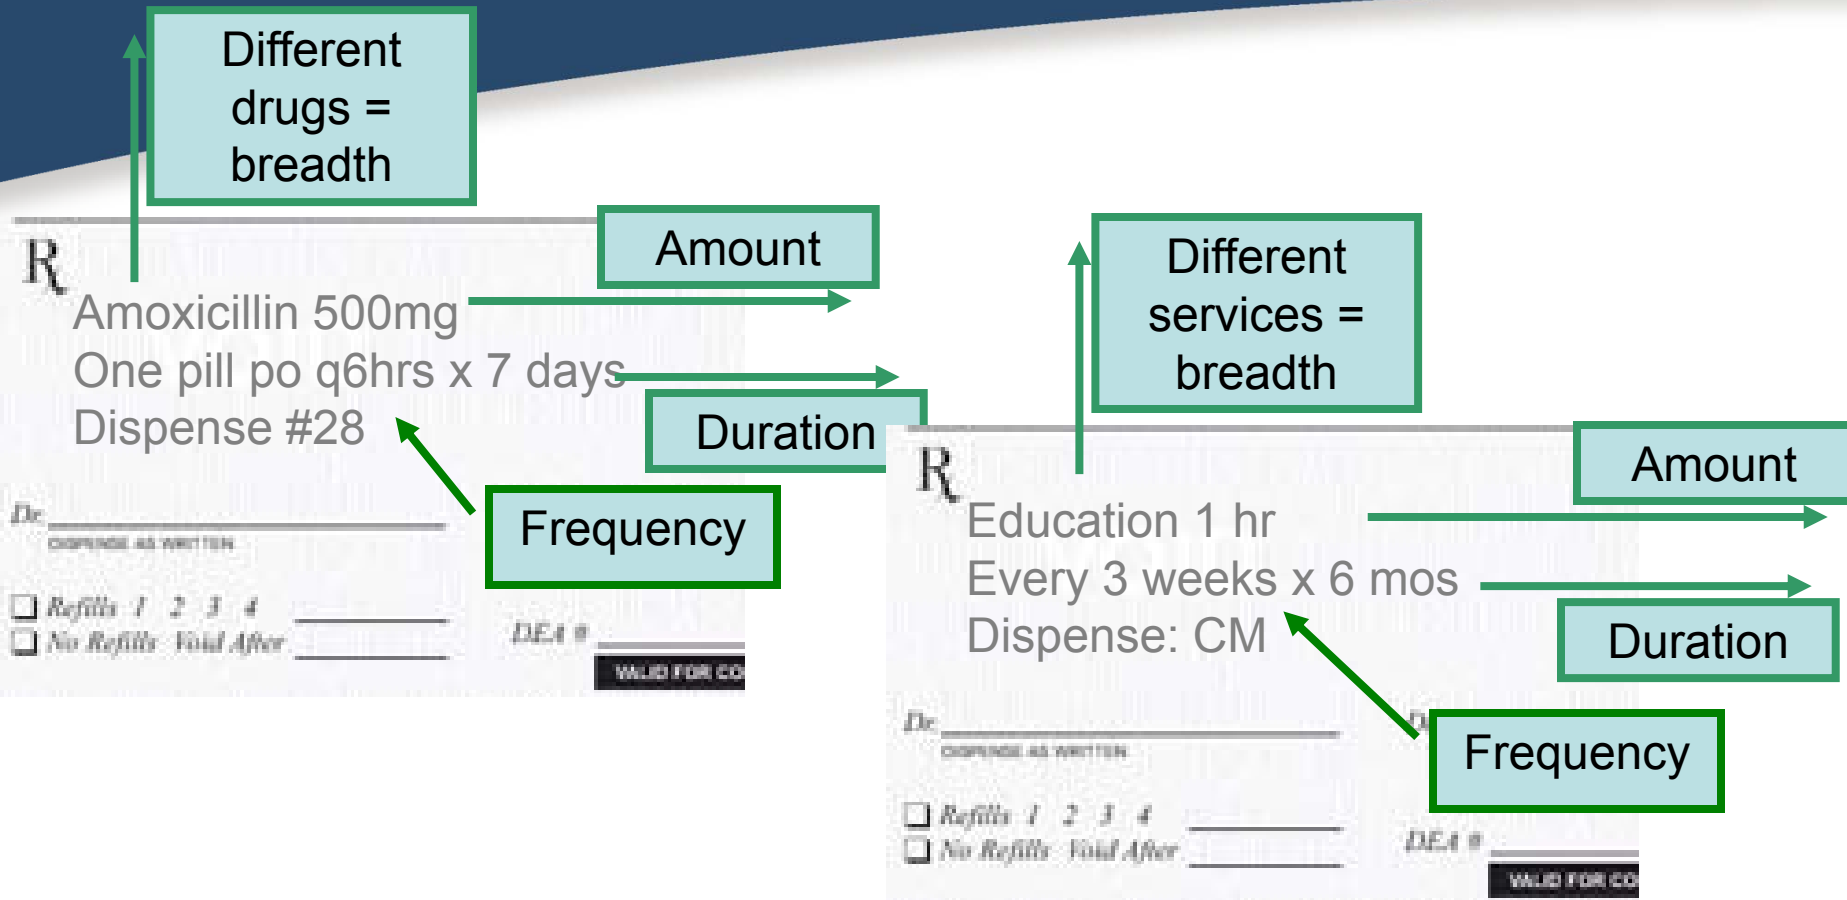 Different
drugs =
breadth
Amount
R
Amoxicillin 500mg
One pill po q6hrs x 7 days
Dispense #28
Duration
Frequency
Dr.
DISPENSE AS WRITTEN
Refills 1 2 3 4
No Refills Void After
DEA #
VALID FOR CO
Different
services =
breadth
Amount
R
Education 1 hr
Every 3 weeks x 6 mos
Dispense: CM
Duration
Frequency
Dr.
DISPENSE AS WRITTEN
Refills 1 2 3 4
No Refills Void After
DEA #
VALID FOR CO